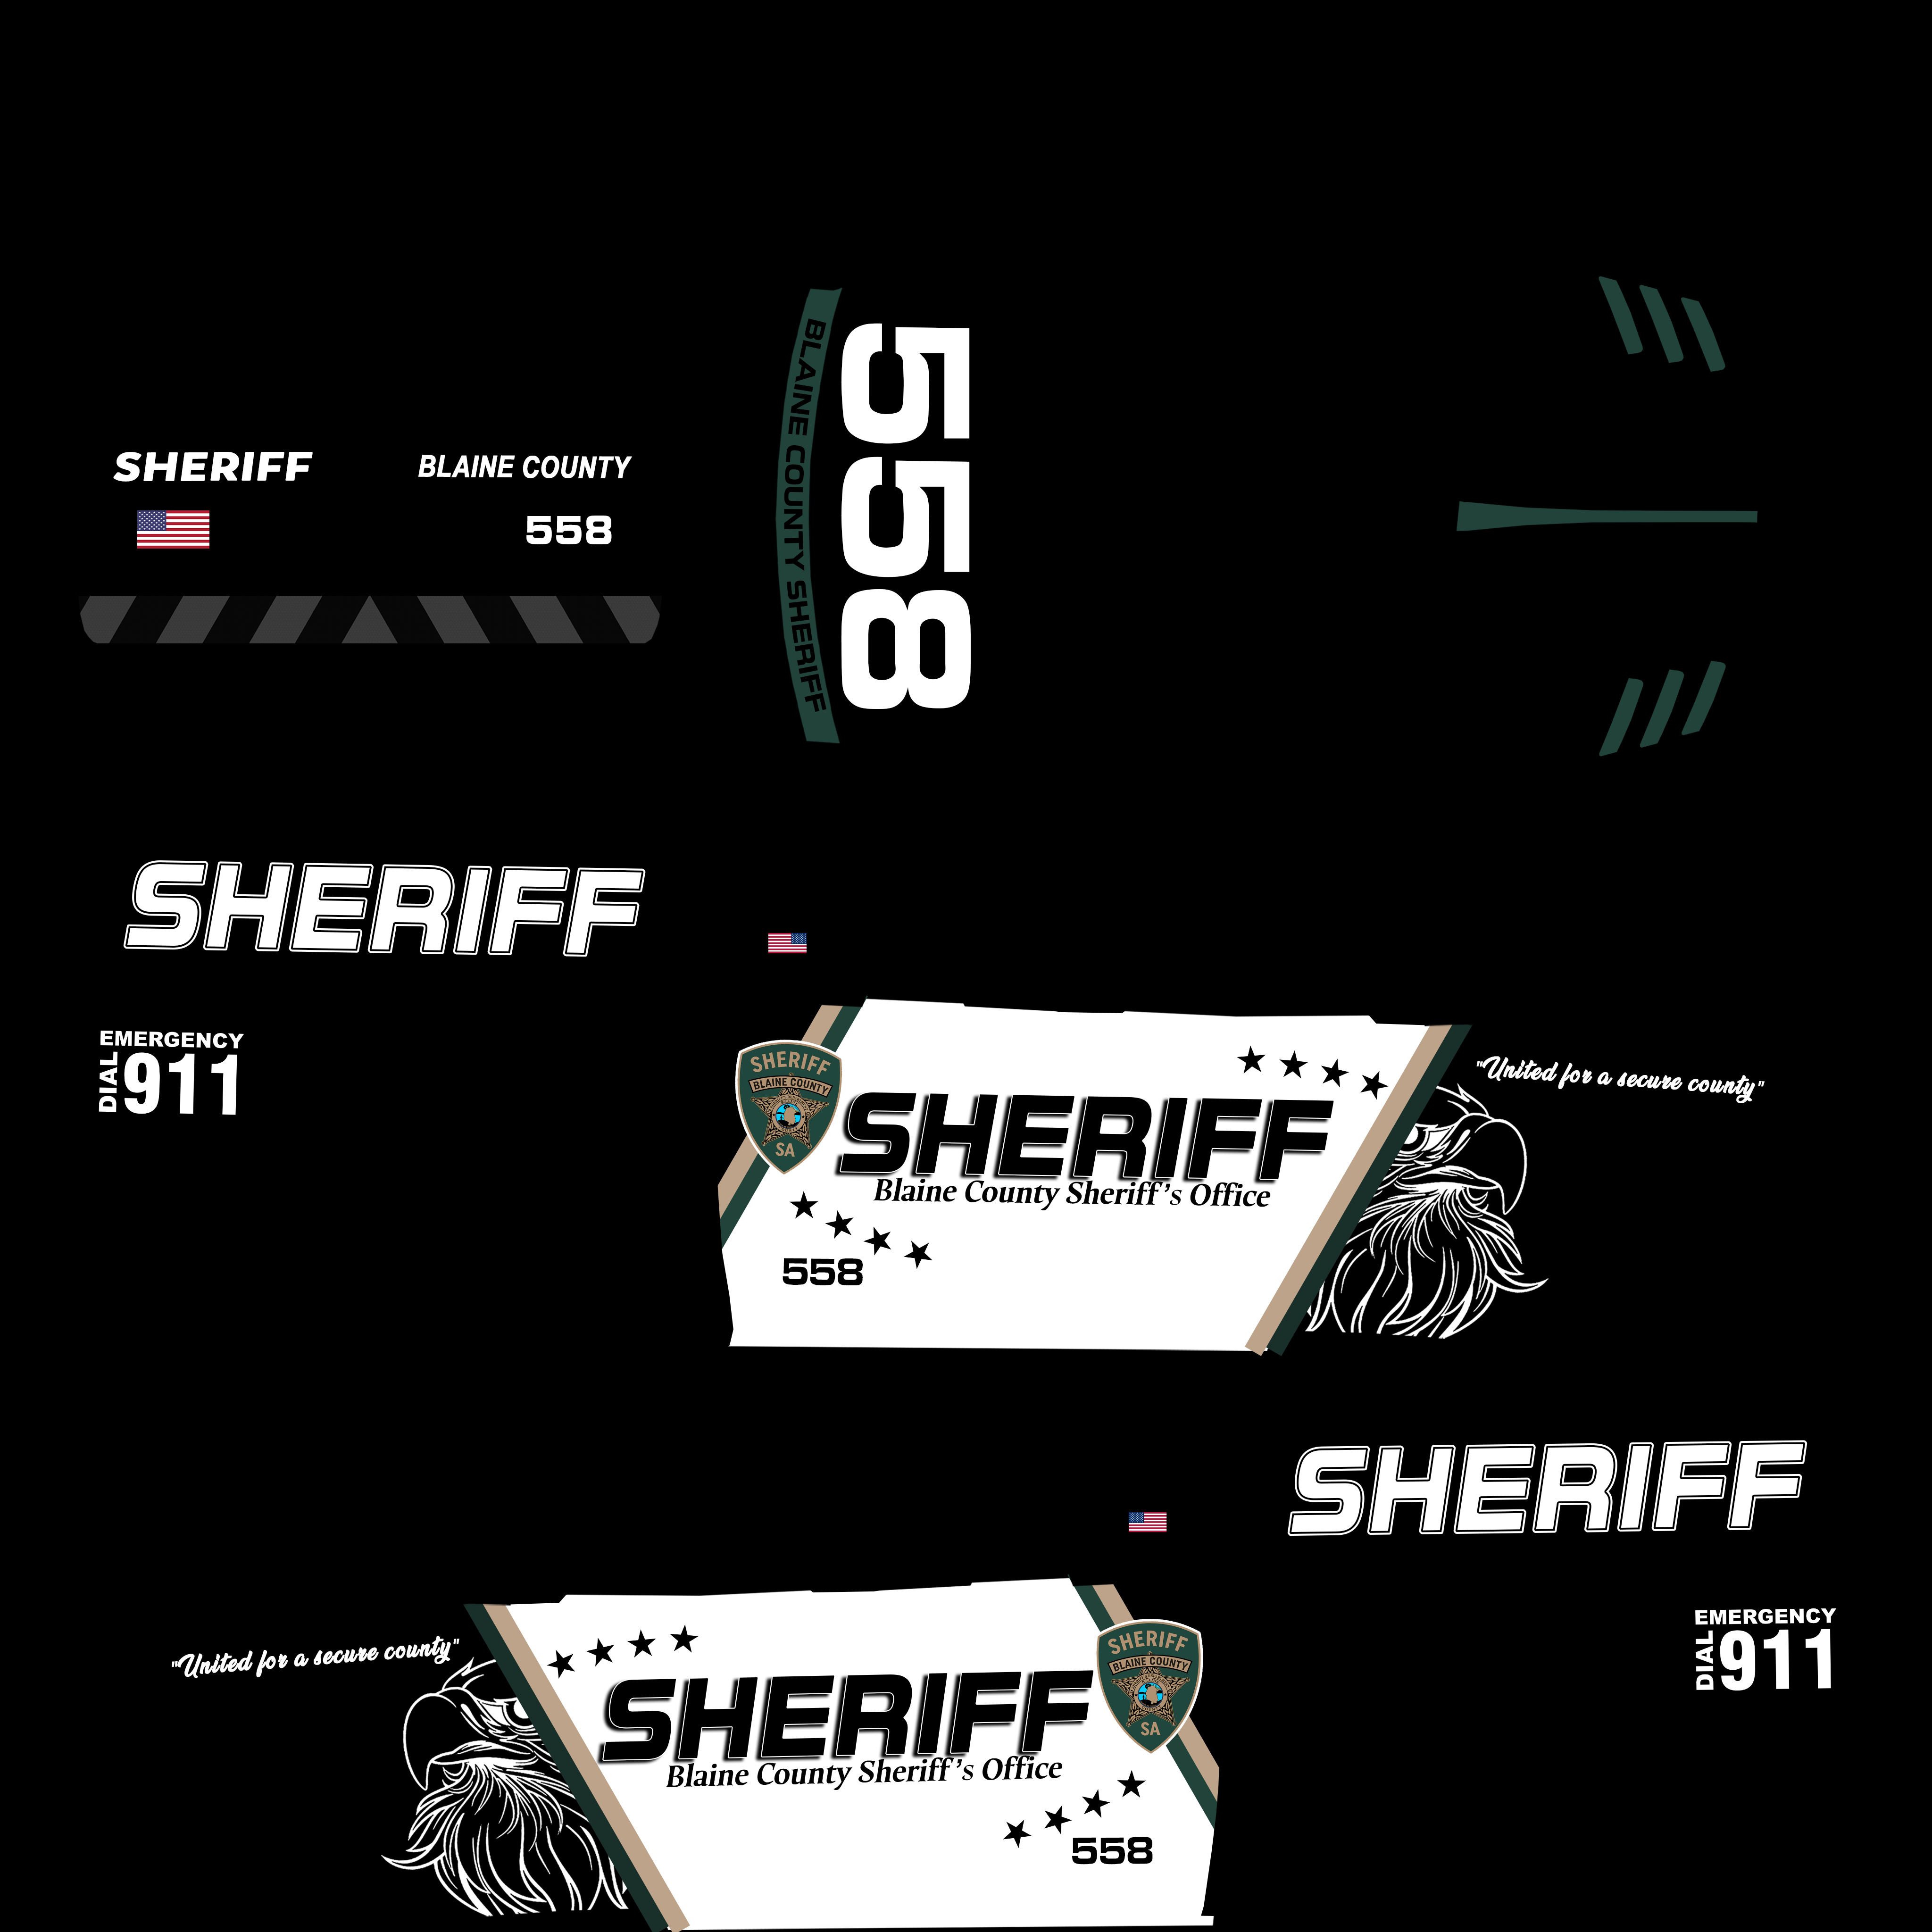 BLAINE COUNTY SHERIFF
558
SHERIFF
BLAINE COUNTY
558
SHERIFF
EMERGENCY
DIAL
911
SHERIFF
BLAINE COUNTY
SA
SHERIFF
Blaine County Sheriff's Office
558
"United for a secure county"
SHERIFF
"United for a secure county"
SHERIFF
Blaine County Sheriff's Office
558
SHERIFF
BLAINE COUNTY
SA
EMERGENCY
DIAL
911